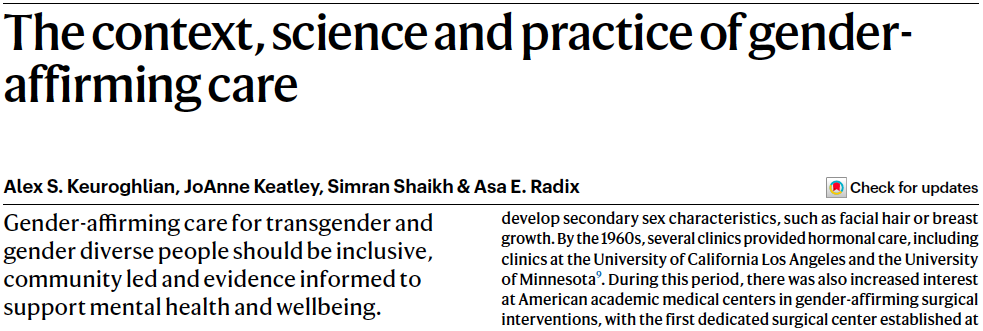 The context, science and practice of gender-
affirming care
Alex S. Keuroghlian, JoAnne Keatley, Simran Shaikh & Asa E. Radix
Check for updates
Gender-affirming care for transgender and
gender diverse people should be inclusive,
community led and evidence informed to
support mental health and wellbeing.
develop secondary sex characteristics, such as facial hair or breast
growth. By the 1960s, several clinics provided hormonal care, including
clinics at the University of California Los Angeles and the University
of Minnesota⁹. During this period, there was also increased interest
at American academic medical centers in gender-affirming surgical
interventions, with the first dedicated surgical center established at